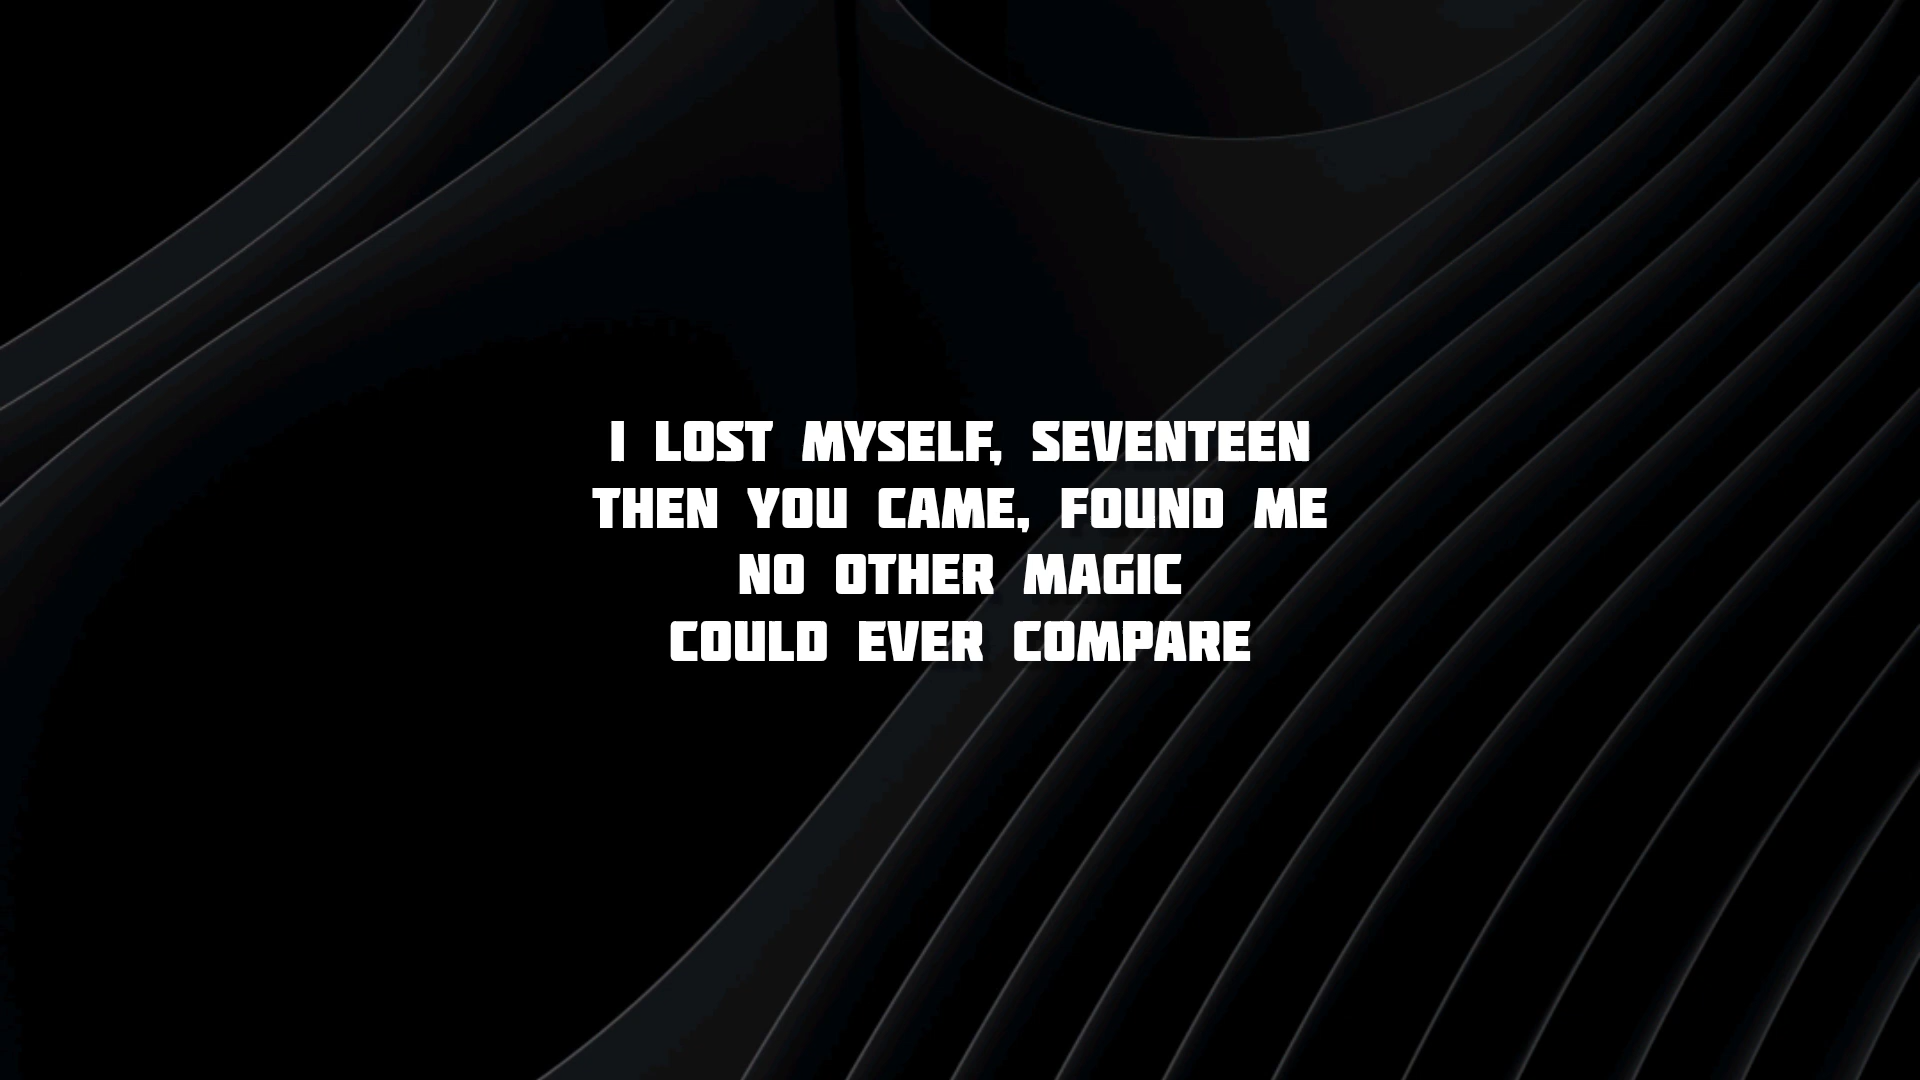 I LOST MYSELF, SEVENTEEN
THEN YOU CAME, FOUND ME
NO OTHER MAGIC
COULD EVER COMPARE